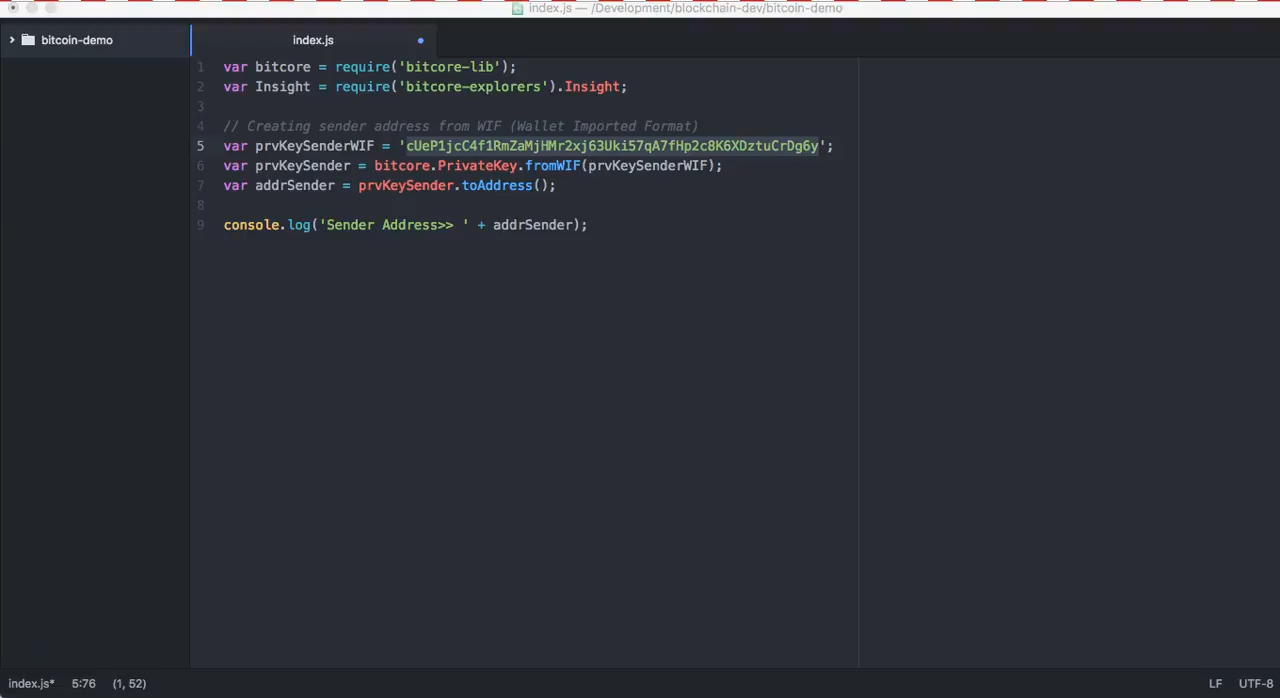 index.js — /Development/blockchain-dev/bitcoin-demo
bitcoin-demo
index.js
1 var bitcore = require('bitcore-lib');
2 var Insight = require('bitcore-explorers').Insight;
3
4 // Creating sender address from WIF (Wallet Imported Format)
5 var prvKeySenderWIF = 'cUeP1jcC4f1RmZaMjHMr2xj63Uki57qA7fHp2c8K6XDztuCrDg6y';
6 var prvKeySender = bitcore.PrivateKey.fromWIF(prvKeySenderWIF);
7 var addrSender = prvKeySender.toAddress();
8
9 console.log('Sender Address>> ' + addrSender);
index.js* 5:76 (1, 52) LF UTF-8